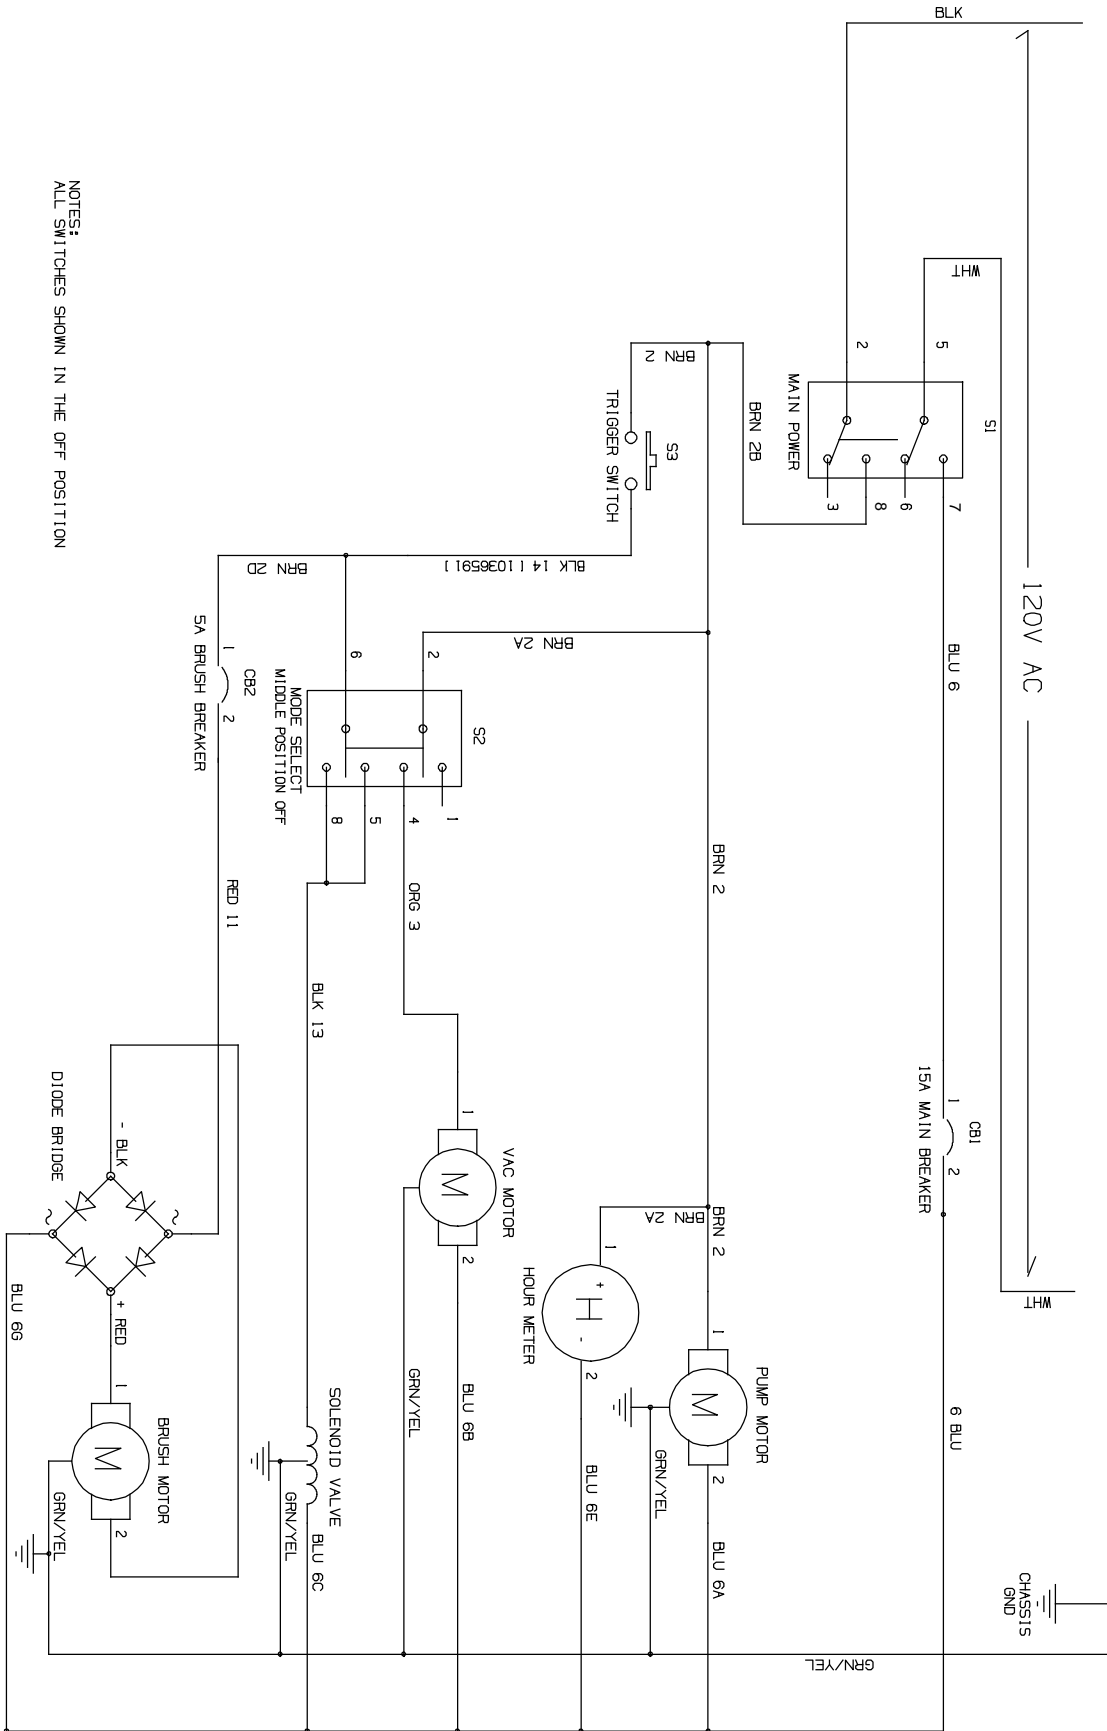 BLK
120V AC
WHT
WHT
5
2
S1
MAIN POWER
7
6
8
3
BLU 6
CB1
1
2
15A MAIN BREAKER
6 BLU
CHASSIS
GND
GRN/YEL
BRN 2
BRN 2B
S3
TRIGGER SWITCH
BLK 14 [103659]
BRN 2D
BRN 2A
BRN 2
BRN 2
BRN 2A
1
2
PUMP MOTOR
M
GRN/YEL
BLU 6A
1
+
H
-
2
HOUR METER
BLU 6E
2
6
S2
MODE SELECT
MIDDLE POSITION OFF
1
4
5
8
ORG 3
BLK 13
1
2
VAC MOTOR
M
GRN/YEL
BLU 6B
SOLENOID VALVE
GRN/YEL
BLU 6C
1
2
CB2
5A BRUSH BREAKER
RED 11
DIODE BRIDGE
- BLK
~
~
+ RED
BLU 6G
1
2
BRUSH MOTOR
M
GRN/YEL
NOTES:
ALL SWITCHES SHOWN IN THE OFF POSITION